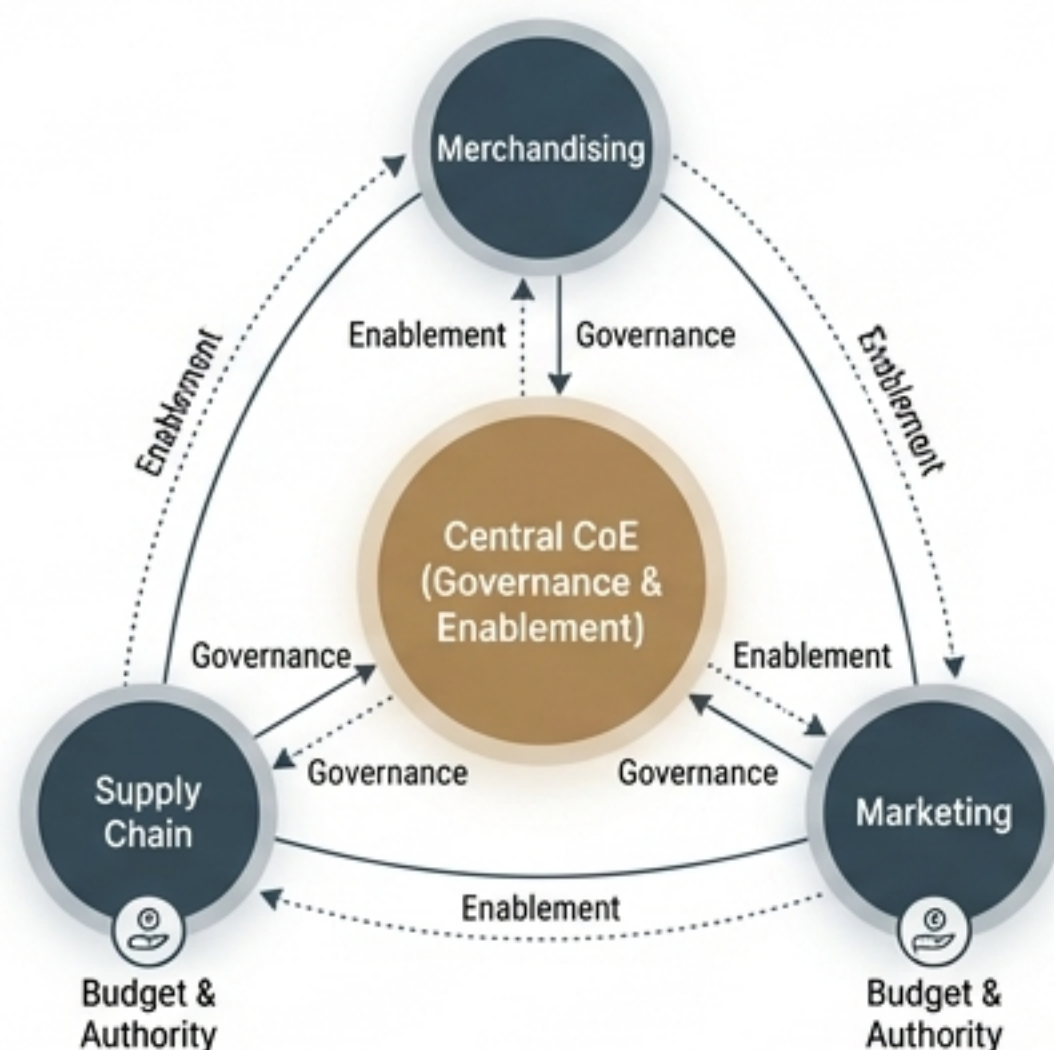 Merchandising
Enablement
Governance
Enablement
Enablement
Central CoE
(Governance &
Enablement)
Governance
Enablement
Governance
Governance
Supply
Chain
Marketing
Enablement
Budget &
Authority
Budget &
Authority